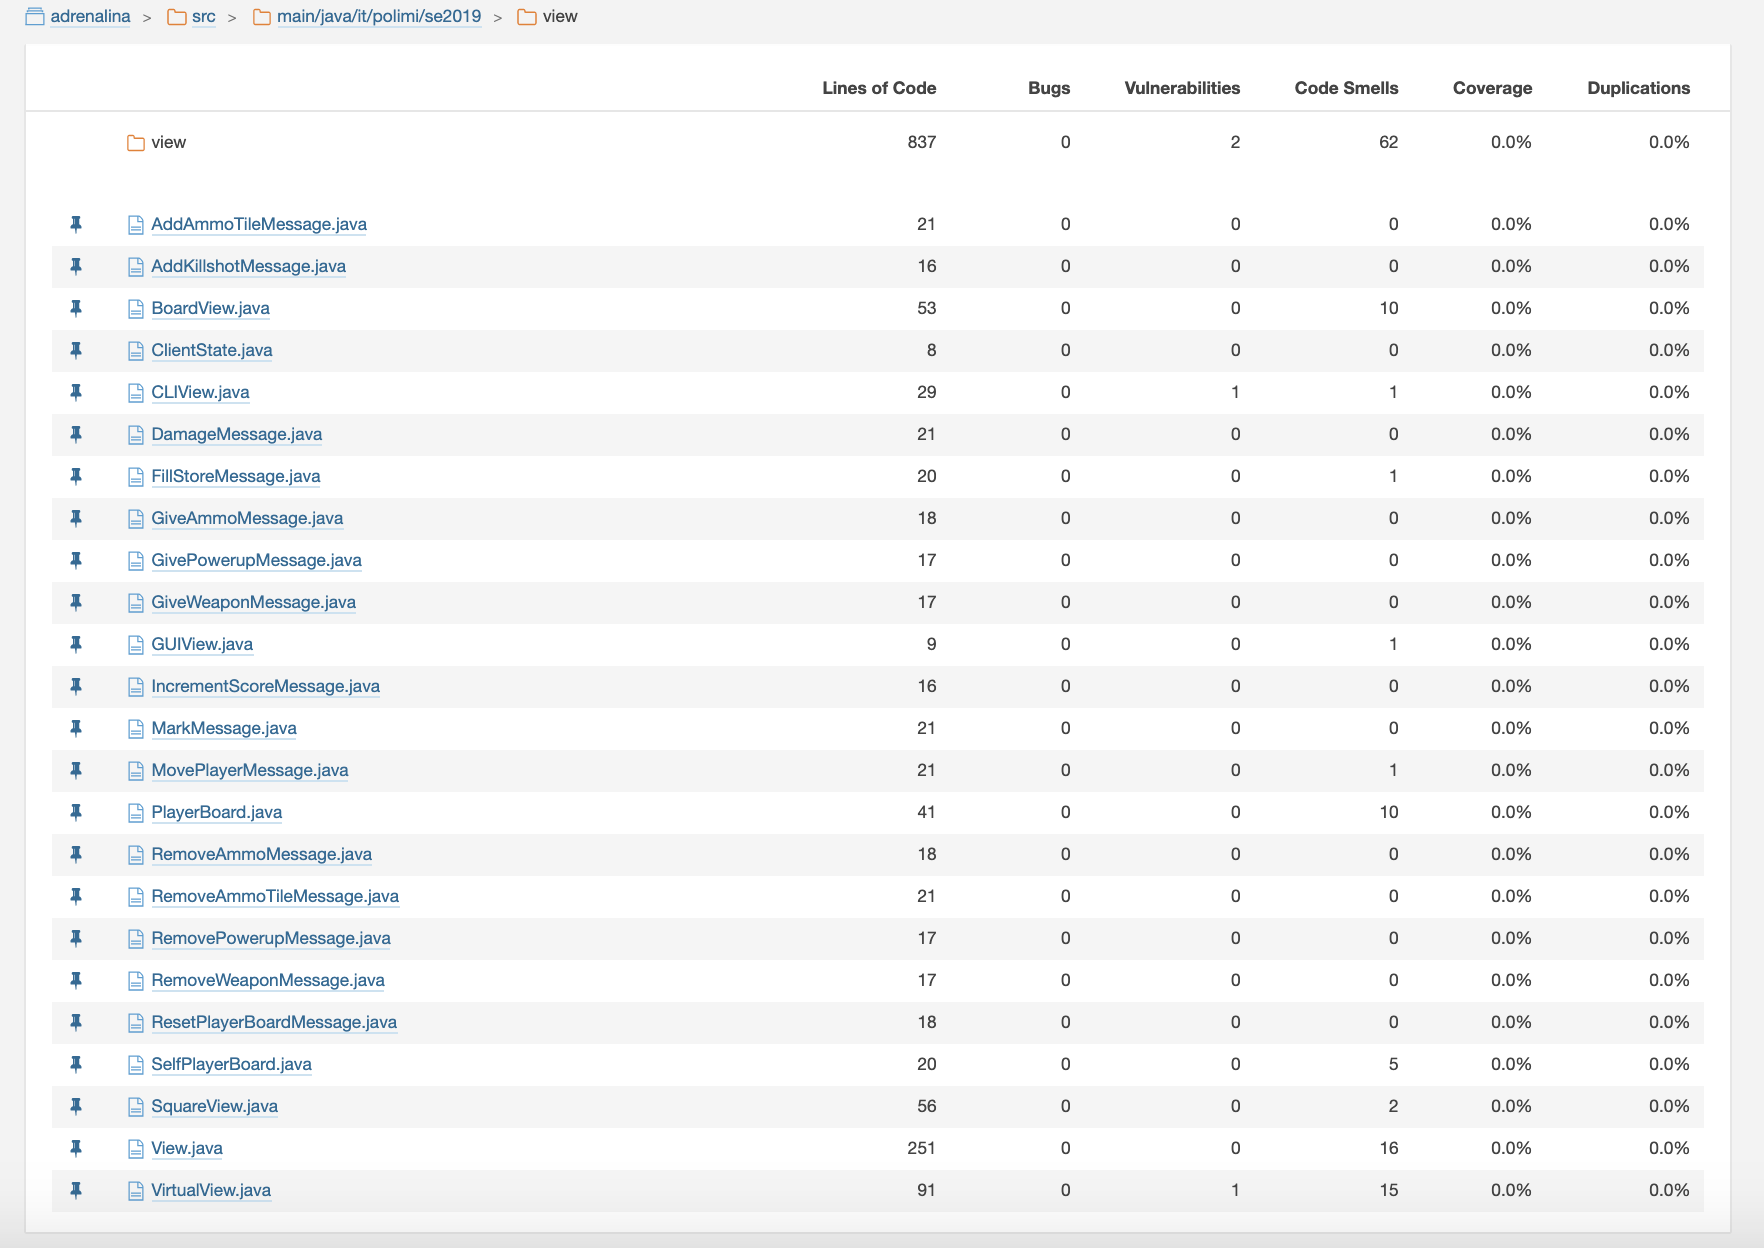 adrenalina > src > main/java/it/polimi/se2019 > view
Lines of Code Bugs Vulnerabilities Code Smells Coverage Duplications
view 837 0 2 62 0.0% 0.0%
AddAmmoTileMessage.java 21 0 0 0 0.0% 0.0%
AddKillshotMessage.java 16 0 0 0 0.0% 0.0%
BoardView.java 53 0 0 10 0.0% 0.0%
ClientState.java 8 0 0 0 0.0% 0.0%
CLIView.java 29 0 1 1 0.0% 0.0%
DamageMessage.java 21 0 0 0 0.0% 0.0%
FillStoreMessage.java 20 0 0 1 0.0% 0.0%
GiveAmmoMessage.java 18 0 0 0 0.0% 0.0%
GivePowerupMessage.java 17 0 0 0 0.0% 0.0%
GiveWeaponMessage.java 17 0 0 0 0.0% 0.0%
GUIView.java 9 0 0 1 0.0% 0.0%
IncrementScoreMessage.java 16 0 0 0 0.0% 0.0%
MarkMessage.java 21 0 0 0 0.0% 0.0%
MovePlayerMessage.java 21 0 0 1 0.0% 0.0%
PlayerBoard.java 41 0 0 10 0.0% 0.0%
RemoveAmmoMessage.java 18 0 0 0 0.0% 0.0%
RemoveAmmoTileMessage.java 21 0 0 0 0.0% 0.0%
RemovePowerupMessage.java 17 0 0 0 0.0% 0.0%
RemoveWeaponMessage.java 17 0 0 0 0.0% 0.0%
ResetPlayerBoardMessage.java 18 0 0 0 0.0% 0.0%
SelfPlayerBoard.java 20 0 0 5 0.0% 0.0%
SquareView.java 56 0 0 2 0.0% 0.0%
View.java 251 0 0 16 0.0% 0.0%
VirtualView.java 91 0 1 15 0.0% 0.0%